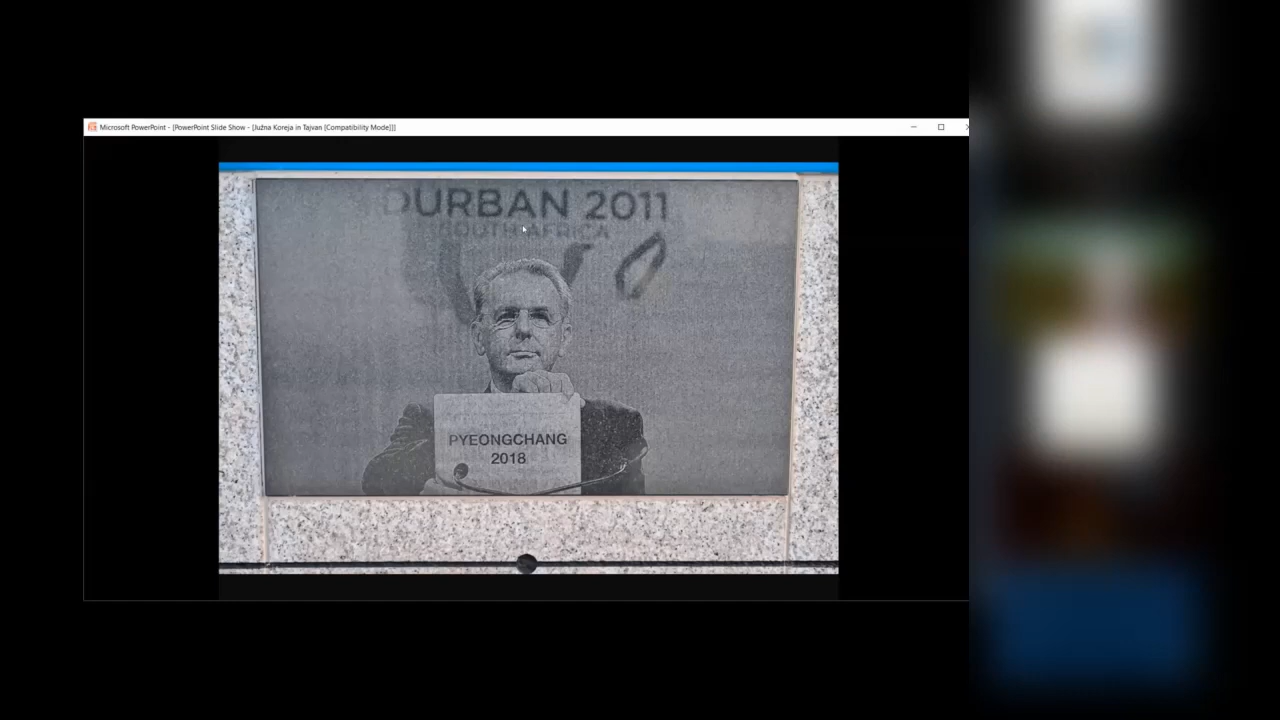 Microsoft PowerPoint - [PowerPoint Slide Show - [Južna Koreja in Tajvan [Compatibility Mode]]]
DURBAN 2011
SOUTH AFRICA
PYEONGCHANG
2018